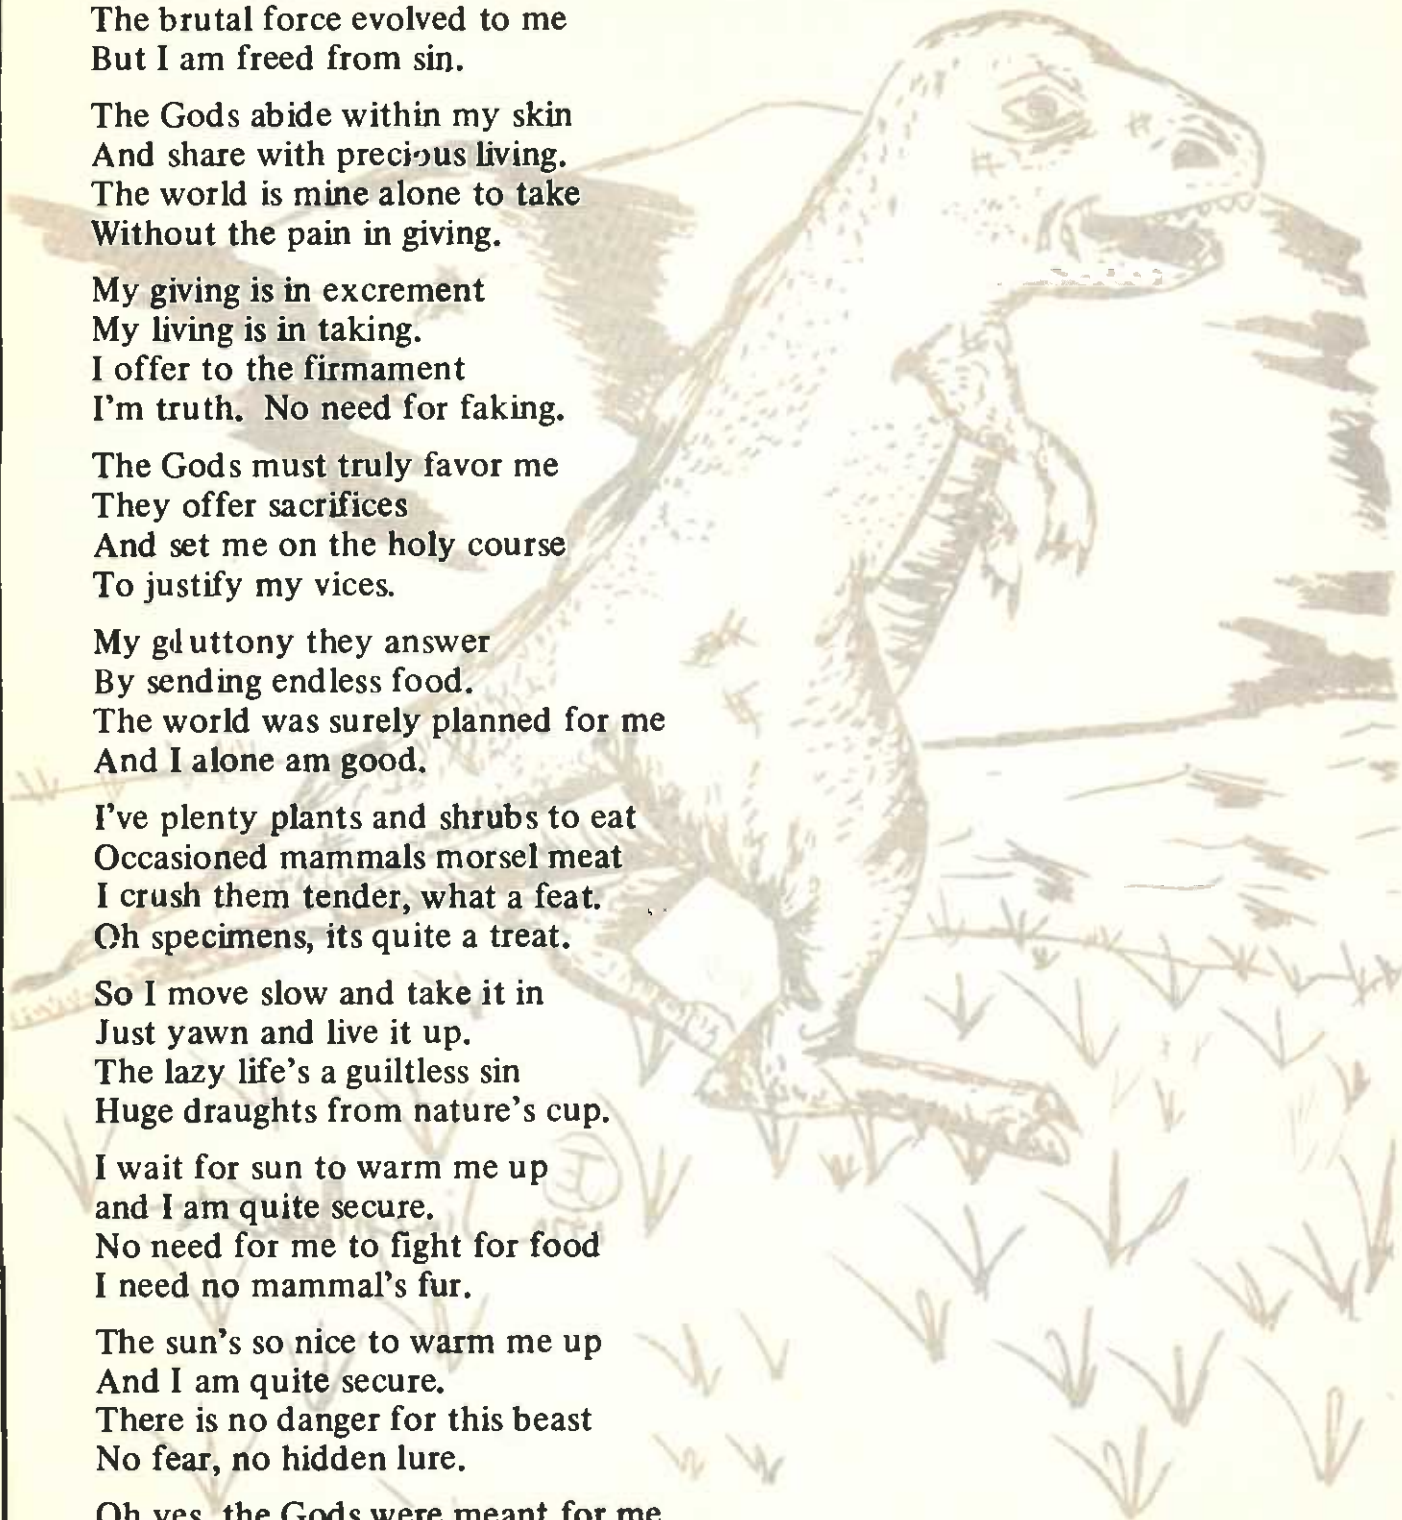 The brutal force evolved to me
But I am freed from sin.
The Gods abide within my skin
And share with precious living.
The world is mine alone to take
Without the pain in giving.
My giving is in excrement
My living is in taking.
I offer to the firmament
I'm truth. No need for faking.
The Gods must truly favor me
They offer sacrifices
And set me on the holy course
To justify my vices.
My gluttony they answer
By sending endless food.
The world was surely planned for me
And I alone am good.
I've plenty plants and shrubs to eat
Occasioned mammals morsel meat
I crush them tender, what a feat.
Oh specimens, its quite a treat.
So I move slow and take it in
Just yawn and live it up.
The lazy life's a guiltless sin
Huge draughts from nature's cup.
I wait for sun to warm me up
and I am quite secure.
No need for me to fight for food
I need no mammal's fur.
The sun's so nice to warm me up
And I am quite secure.
There is no danger for this beast
No fear, no hidden lure.
Oh yes, the Gods were meant for me